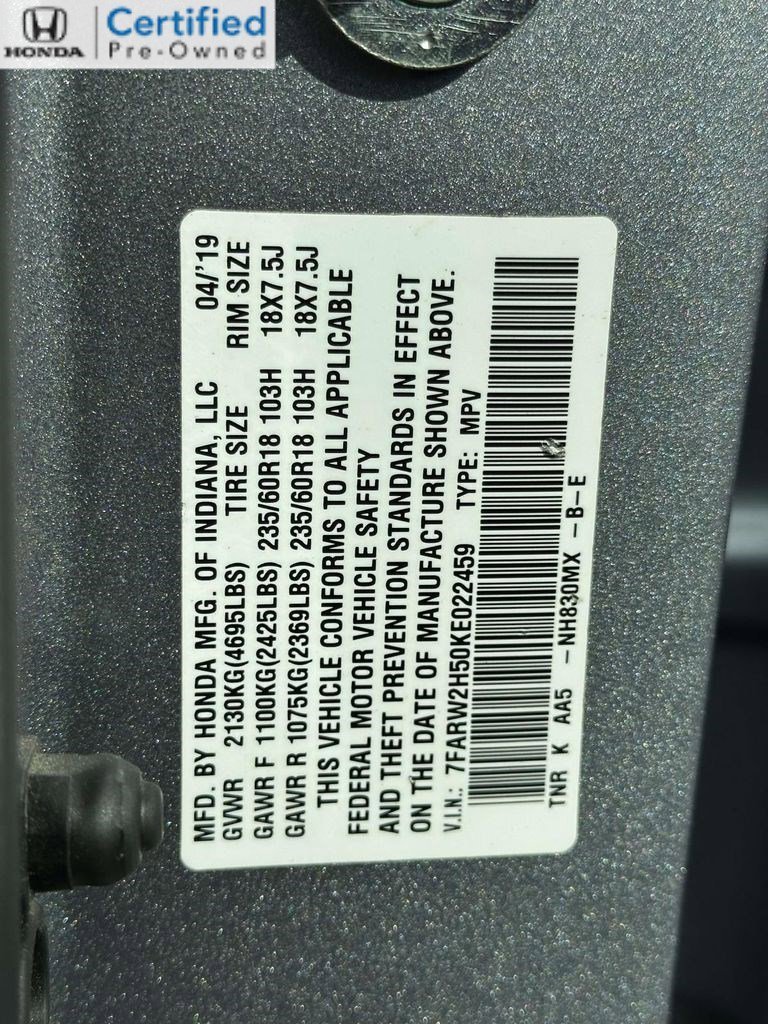 HONDA
Certified
Pre-Owned
MFD. BY HONDA MFG. OF INDIANA, LLC 04/'19
GVWR 2130KG(4695LBS) TIRE SIZE RIM SIZE
GAWR F 1100KG(2425LBS) 235/60R18 103H 18X7.5J
GAWR R 1075KG(2369LBS) 235/60R18 103H 18X7.5J
THIS VEHICLE CONFORMS TO ALL APPLICABLE
FEDERAL MOTOR VEHICLE SAFETY
AND THEFT PREVENTION STANDARDS IN EFFECT
ON THE DATE OF MANUFACTURE SHOWN ABOVE.
V.I.N.: 7FARW2H50KE022459 TYPE: MPV
TNR K AA5 -NH830MX -B-E